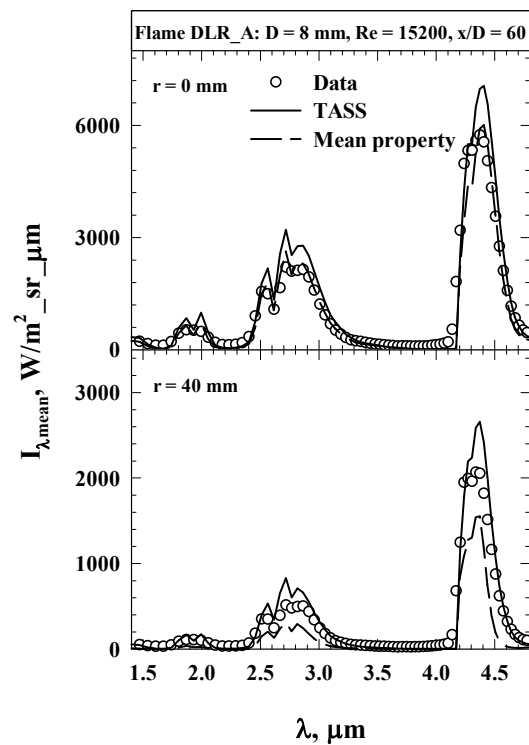 Flame DLR_A: D = 8 mm, Re = 15200, x/D = 60
r = 0 mm
Data
TASS
Mean property
6000
3000
0
r = 40 mm
3000
2000
1000
0
I_λmean, W/m²_sr_µm
1.5 2.0 2.5 3.0 3.5 4.0 4.5
λ, µm